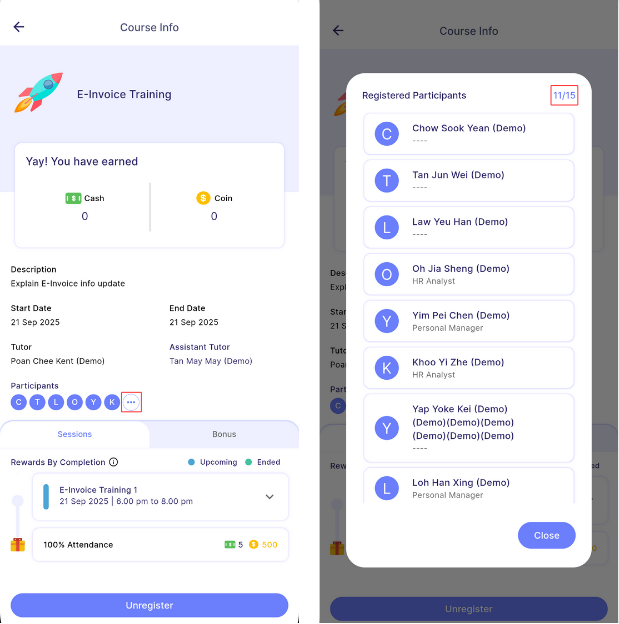 Course Info
E-Invoice Training
Yay! You have earned
Cash
0
Coin
0
Description
Explain E-Invoice info update
Start Date
21 Sep 2025
End Date
21 Sep 2025
Tutor
Poan Chee Kent (Demo)
Assistant Tutor
Tan May May (Demo)
Participants
C T L O Y K ...
Sessions
Bonus
Rewards By Completion
Upcoming
Ended
E-Invoice Training 1
21 Sep 2025 | 6.00 pm to 8.00 pm
100% Attendance
5
500
Unregister
Course Info
Registered Participants
11/15
C
Chow Sook Yean (Demo)
----
T
Tan Jun Wei (Demo)
----
L
Law Yeu Han (Demo)
----
O
Oh Jia Sheng (Demo)
HR Analyst
Y
Yim Pei Chen (Demo)
Personal Manager
K
Khoo Yi Zhe (Demo)
HR Analyst
Y
Yap Yoke Kei (Demo)
(Demo)(Demo)(Demo)
(Demo)(Demo)(Demo)
----
L
Loh Han Xing (Demo)
Personal Manager
Close
Unregister